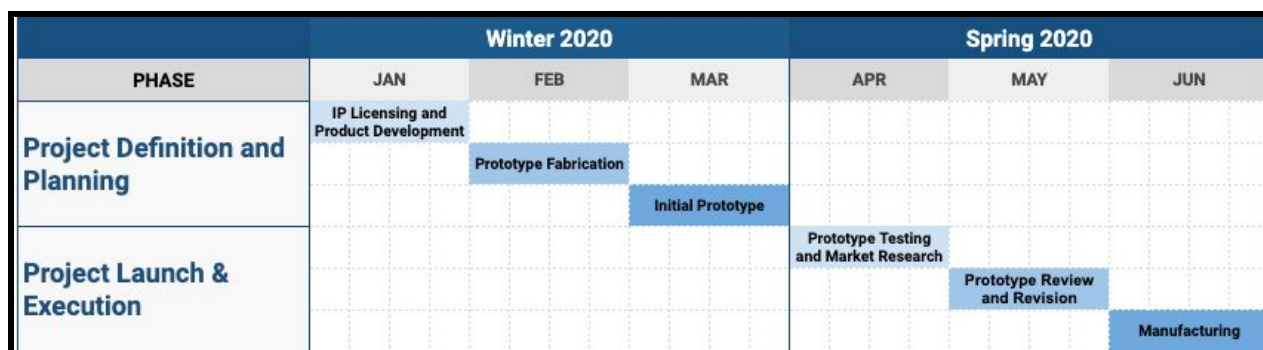 Winter 2020 Spring 2020
PHASE JAN FEB MAR APR MAY JUN
Project Definition and
Planning
IP Licensing and
Product Development
Prototype Fabrication
Initial Prototype
Project Launch &
Execution
Prototype Testing
and Market Research
Prototype Review
and Revision
Manufacturing